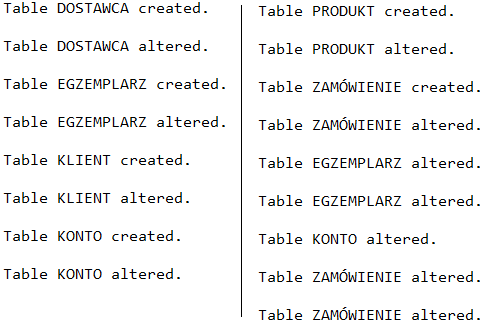 Table DOSTAWCA created.
Table DOSTAWCA altered.
Table EGZEMPLARZ created.
Table EGZEMPLARZ altered.
Table KLIENT created.
Table KLIENT altered.
Table KONTO created.
Table KONTO altered.
Table PRODUKT created.
Table PRODUKT altered.
Table ZAMÓWIENIE created.
Table ZAMÓWIENIE altered.
Table EGZEMPLARZ altered.
Table EGZEMPLARZ altered.
Table KONTO altered.
Table ZAMÓWIENIE altered.
Table ZAMÓWIENIE altered.